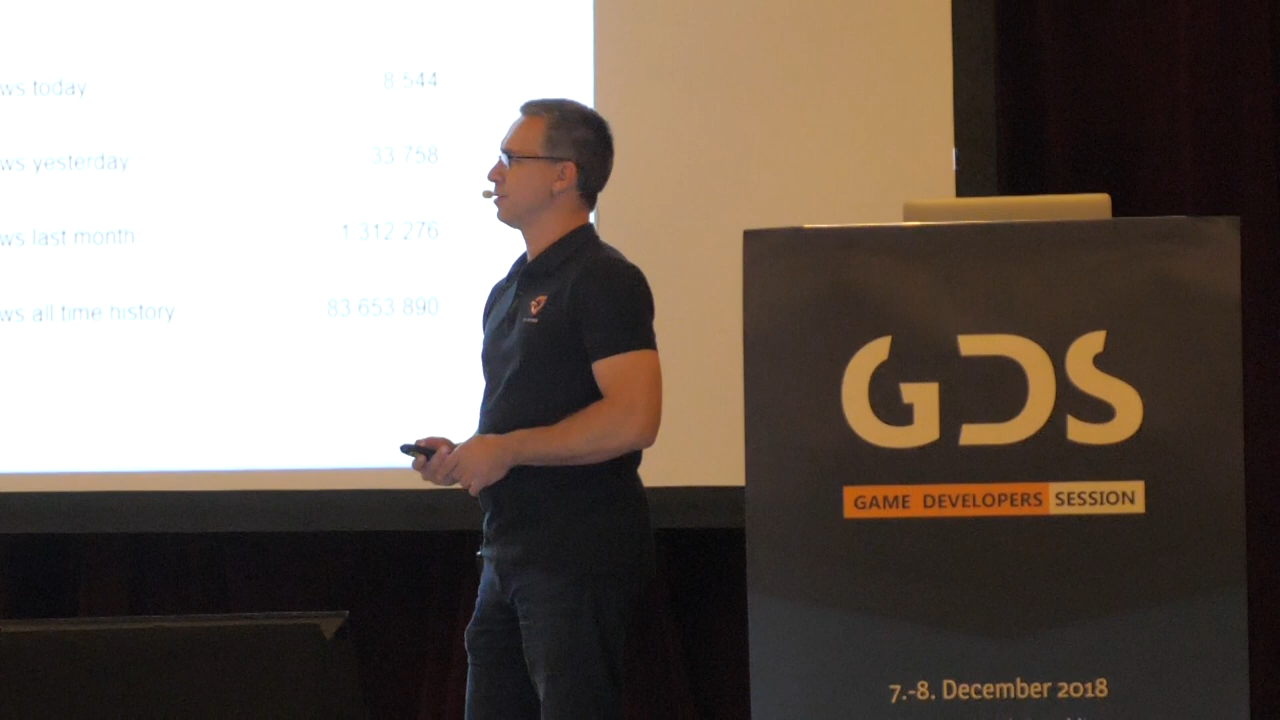 ws today 8 544
ws yesterday 33 758
ws last month 1 312 276
ws all time history 83 653 890
GDS
GAME DEVELOPERS SESSION
7.-8. December 2018